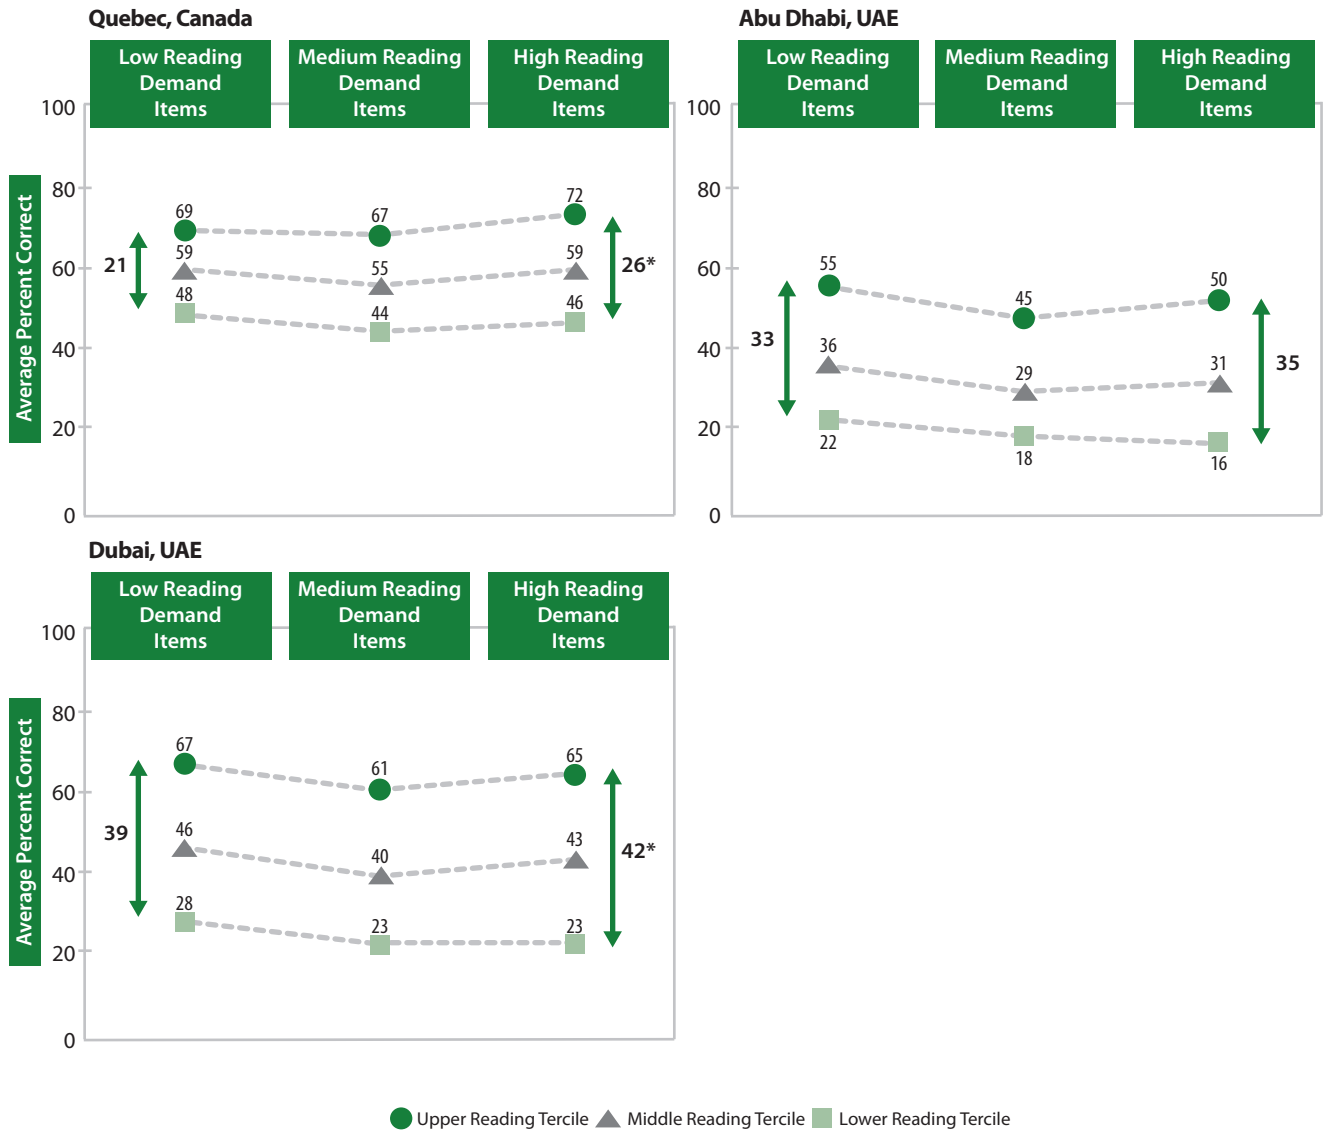 Quebec, Canada
Low Reading
Demand
Items
Medium Reading
Demand
Items
High Reading
Demand
Items
Average Percent Correct
100
80
60
40
20
0
69
67
72
59
55
59
48
44
46
21
26*
Abu Dhabi, UAE
Low Reading
Demand
Items
Medium Reading
Demand
Items
High Reading
Demand
Items
100
80
60
40
20
0
55
45
50
36
29
31
22
18
16
33
35
Dubai, UAE
Low Reading
Demand
Items
Medium Reading
Demand
Items
High Reading
Demand
Items
Average Percent Correct
100
80
60
40
20
0
67
61
65
46
40
43
28
23
23
39
42*
Upper Reading Tercile Middle Reading Tercile Lower Reading Tercile